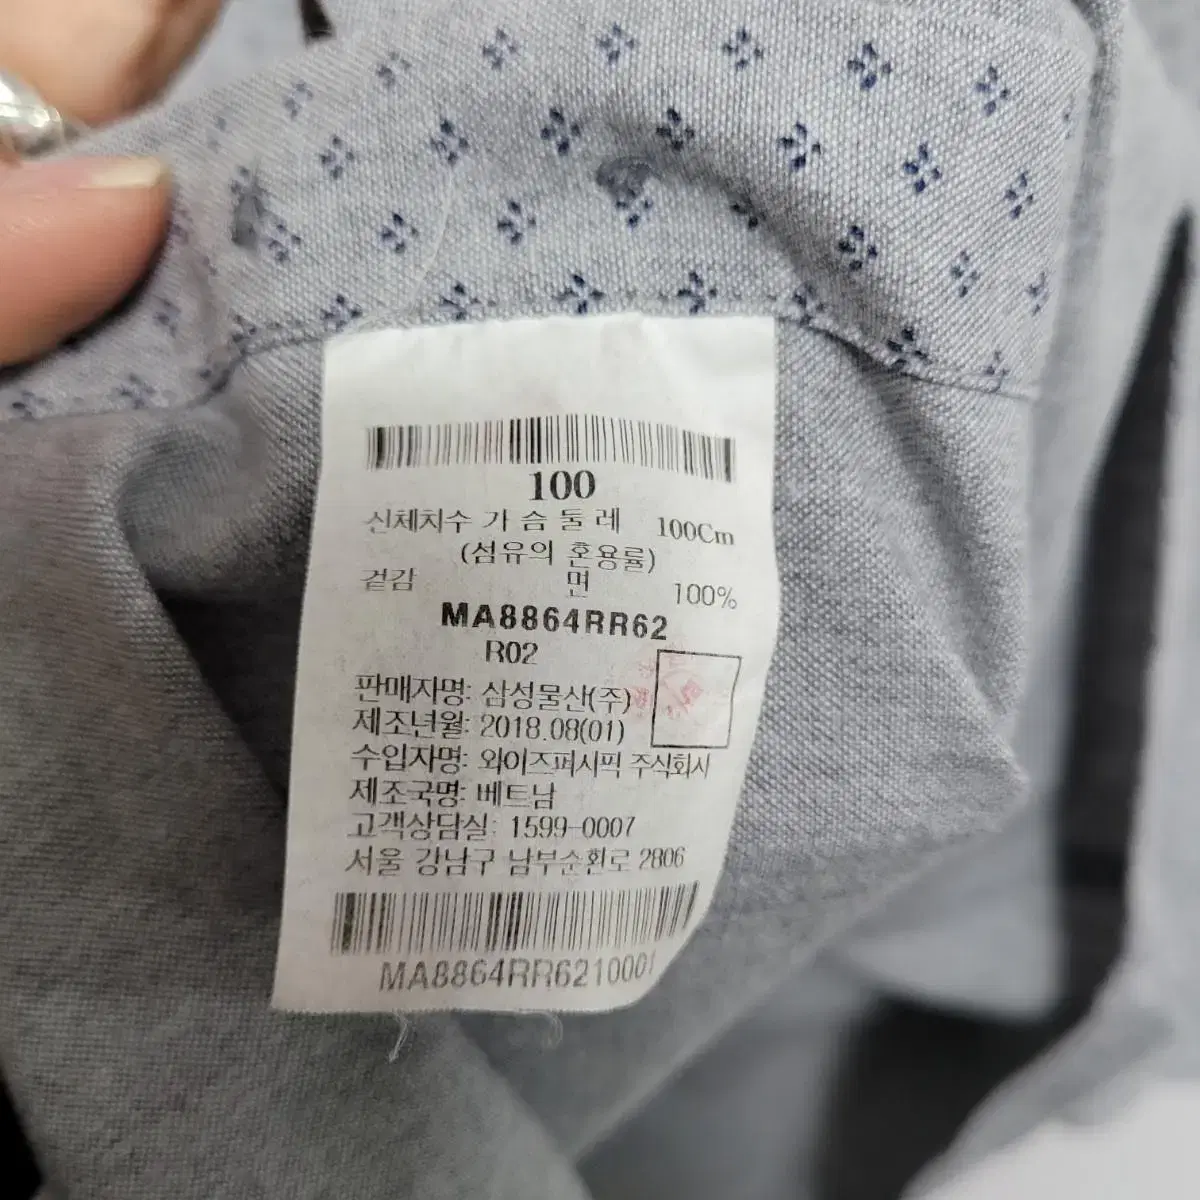 100
신체치수 가 슴 둘 레 100Cm
(섬유의 혼용률)
겉감 면 100%
MA8864RR62
R02
판매자명: 삼성물산(주)
제조년월: 2018.08(01)
수입자명: 와이즈퍼시픽 주식회사
제조국명: 베트남
고객상담실: 1599-0007
서울 강남구 남부순환로 2806
MA8864RR6210001